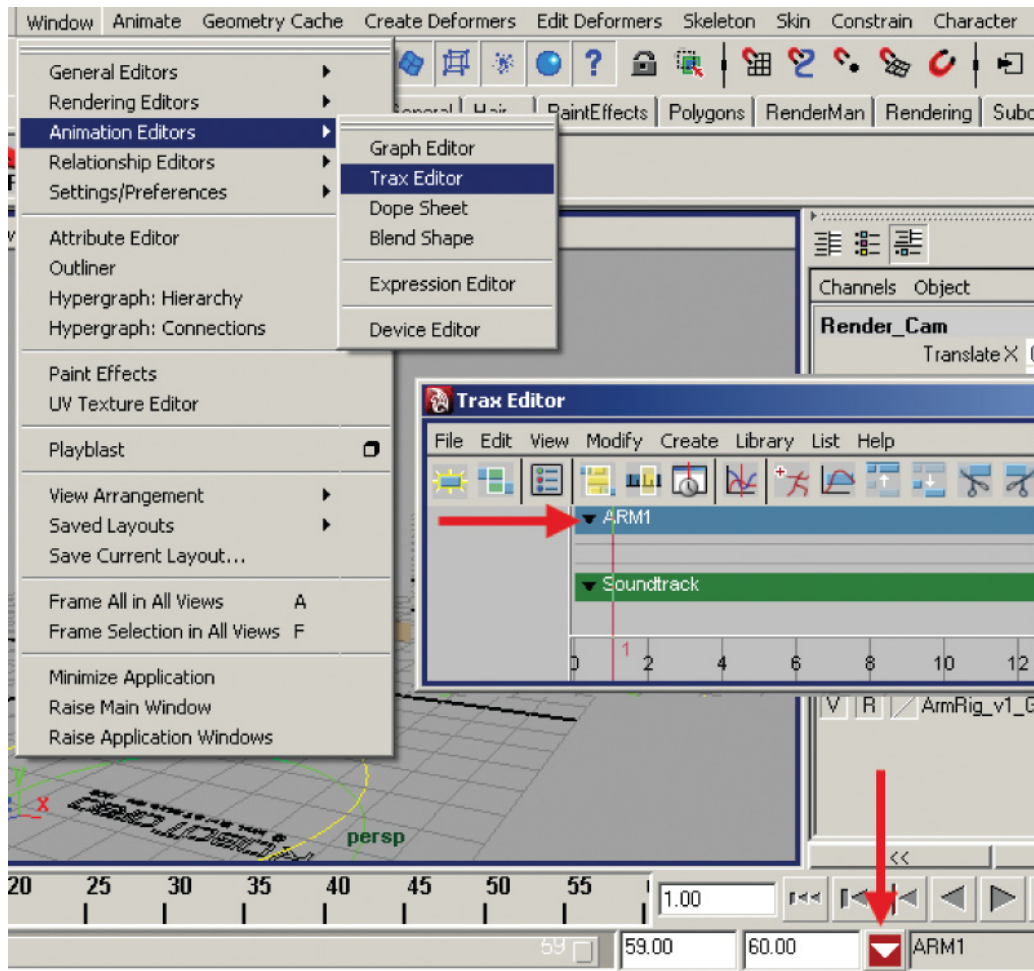 Window Animate Geometry Cache Create Deformers Edit Deformers Skeleton Skin Constrain Character
General Editors
Rendering Editors
General Hair PaintEffects Polygons RenderMan Rendering
Animation Editors
Relationship Editors
Settings/Preferences
Graph Editor
Trax Editor
Dope Sheet
Blend Shape
Expression Editor
Device Editor
Attribute Editor
Outliner
Hypergraph: Hierarchy
Hypergraph: Connections
Paint Effects
UV Texture Editor
Playblast
View Arrangement
Saved Layouts
Save Current Layout...
Frame All in All Views A
Frame Selection in All Views F
Minimize Application
Raise Main Window
Raise Application Windows
Channels Object
Render_Cam
Translate X
Trax Editor
File Edit View Modify Create Library List Help
ARM1
Soundtrack
1
0 2 4 6 8 10 12
V R ArmRig_v1_G
y
x
persp
<<
20 25 30 35 40 45 50 55
1.00
59 59.00 60.00 ARM1